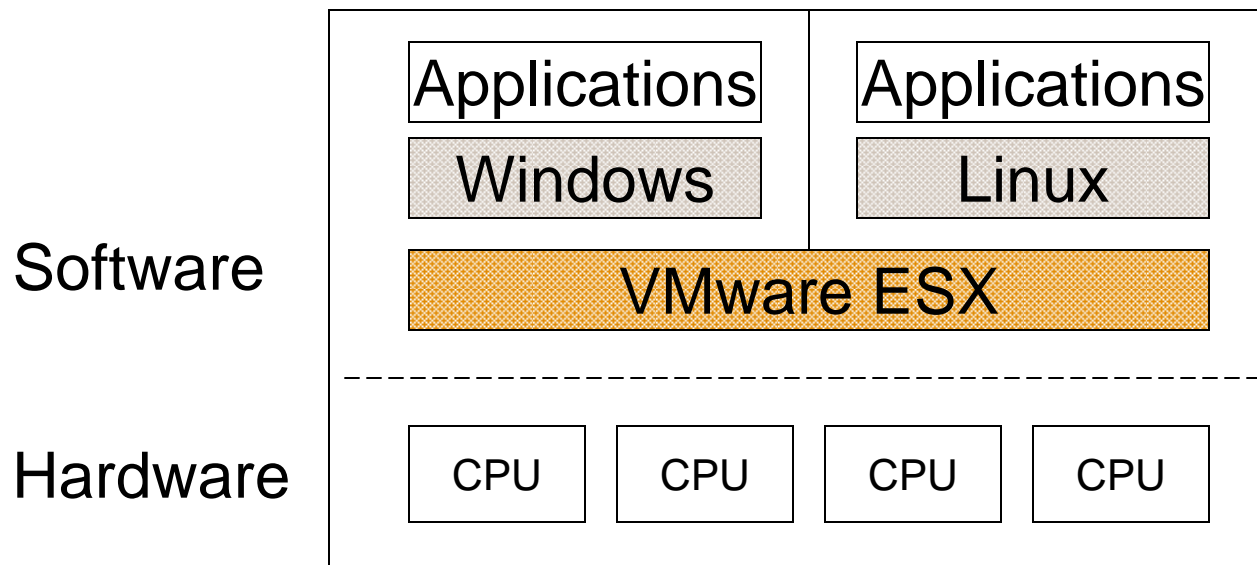 Applications
Applications
Windows
Linux
Software
VMware ESX
Hardware
CPU
CPU
CPU
CPU